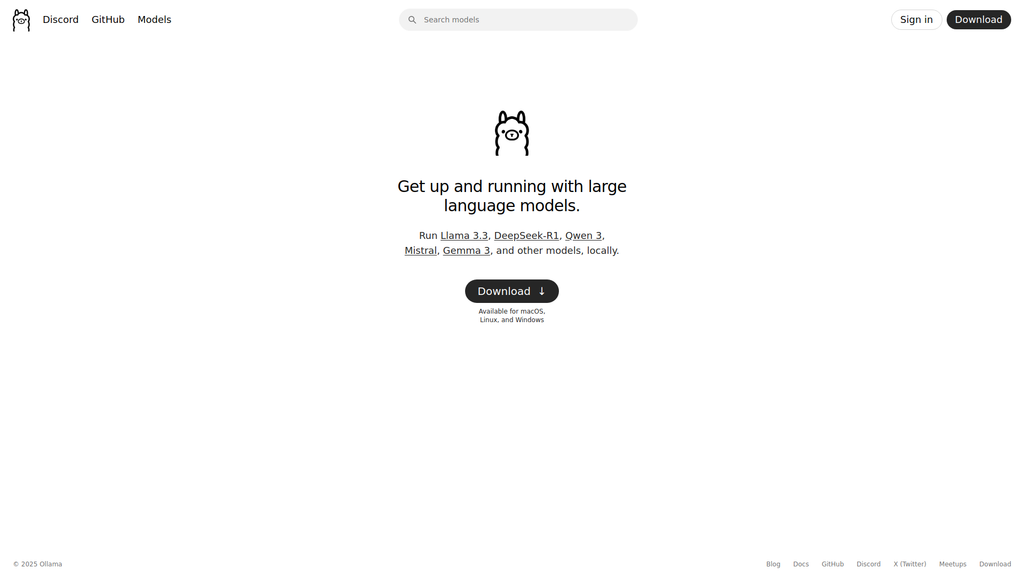 Discord GitHub Models Search models Sign in Download
Get up and running with large
language models.
Run Llama 3.3, DeepSeek-R1, Qwen 3,
Mistral, Gemma 3, and other models, locally.
Download ↓
Available for macOS,
Linux, and Windows
© 2025 Ollama Blog Docs GitHub Discord X (Twitter) Meetups Download